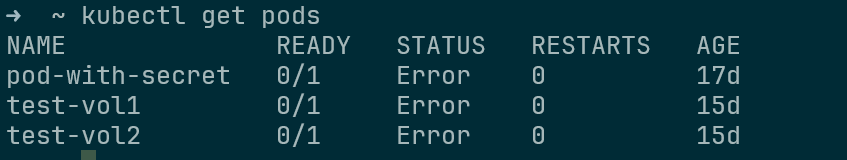 → ~ kubectl get pods
NAME READY STATUS RESTARTS AGE
pod-with-secret 0/1 Error 0 17d
test-vol1 0/1 Error 0 15d
test-vol2 0/1 Error 0 15d